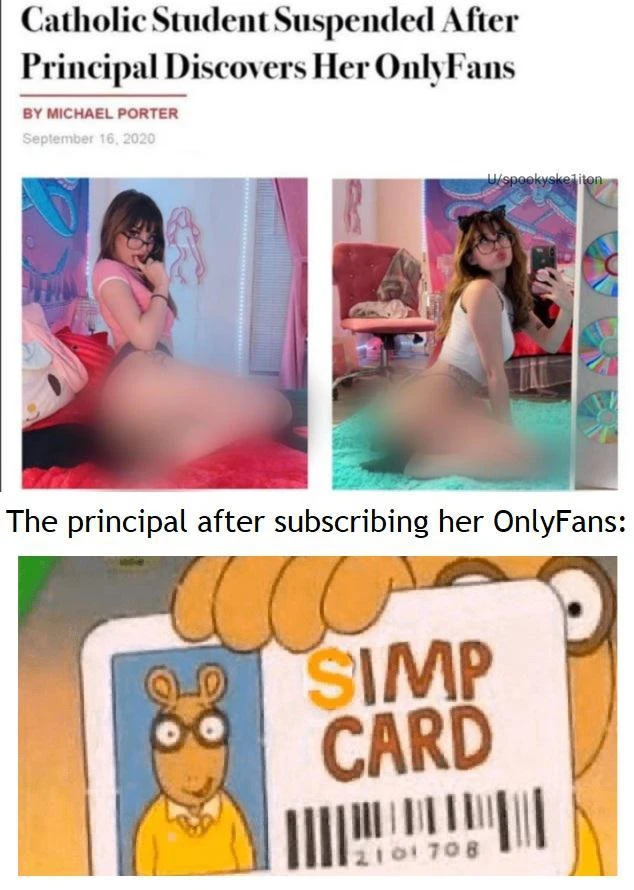 Catholic Student Suspended After
Principal Discovers Her OnlyFans
BY MICHAEL PORTER
September 16, 2020
U/spookyske1iton
The principal after subscribing her OnlyFans:
SIMP
CARD
2101708